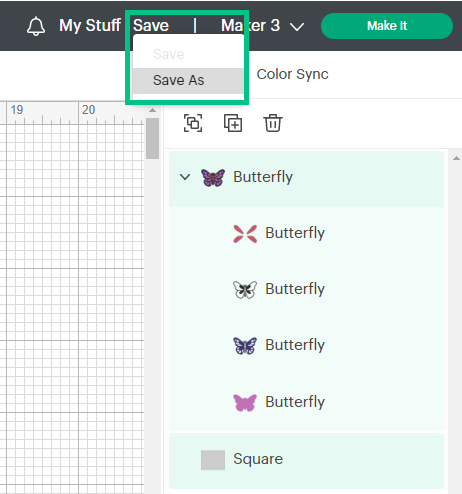 My Stuff Save | Maker 3 Make It
Save
Save As
Color Sync
19 20
Butterfly
Butterfly
Butterfly
Butterfly
Butterfly
Square